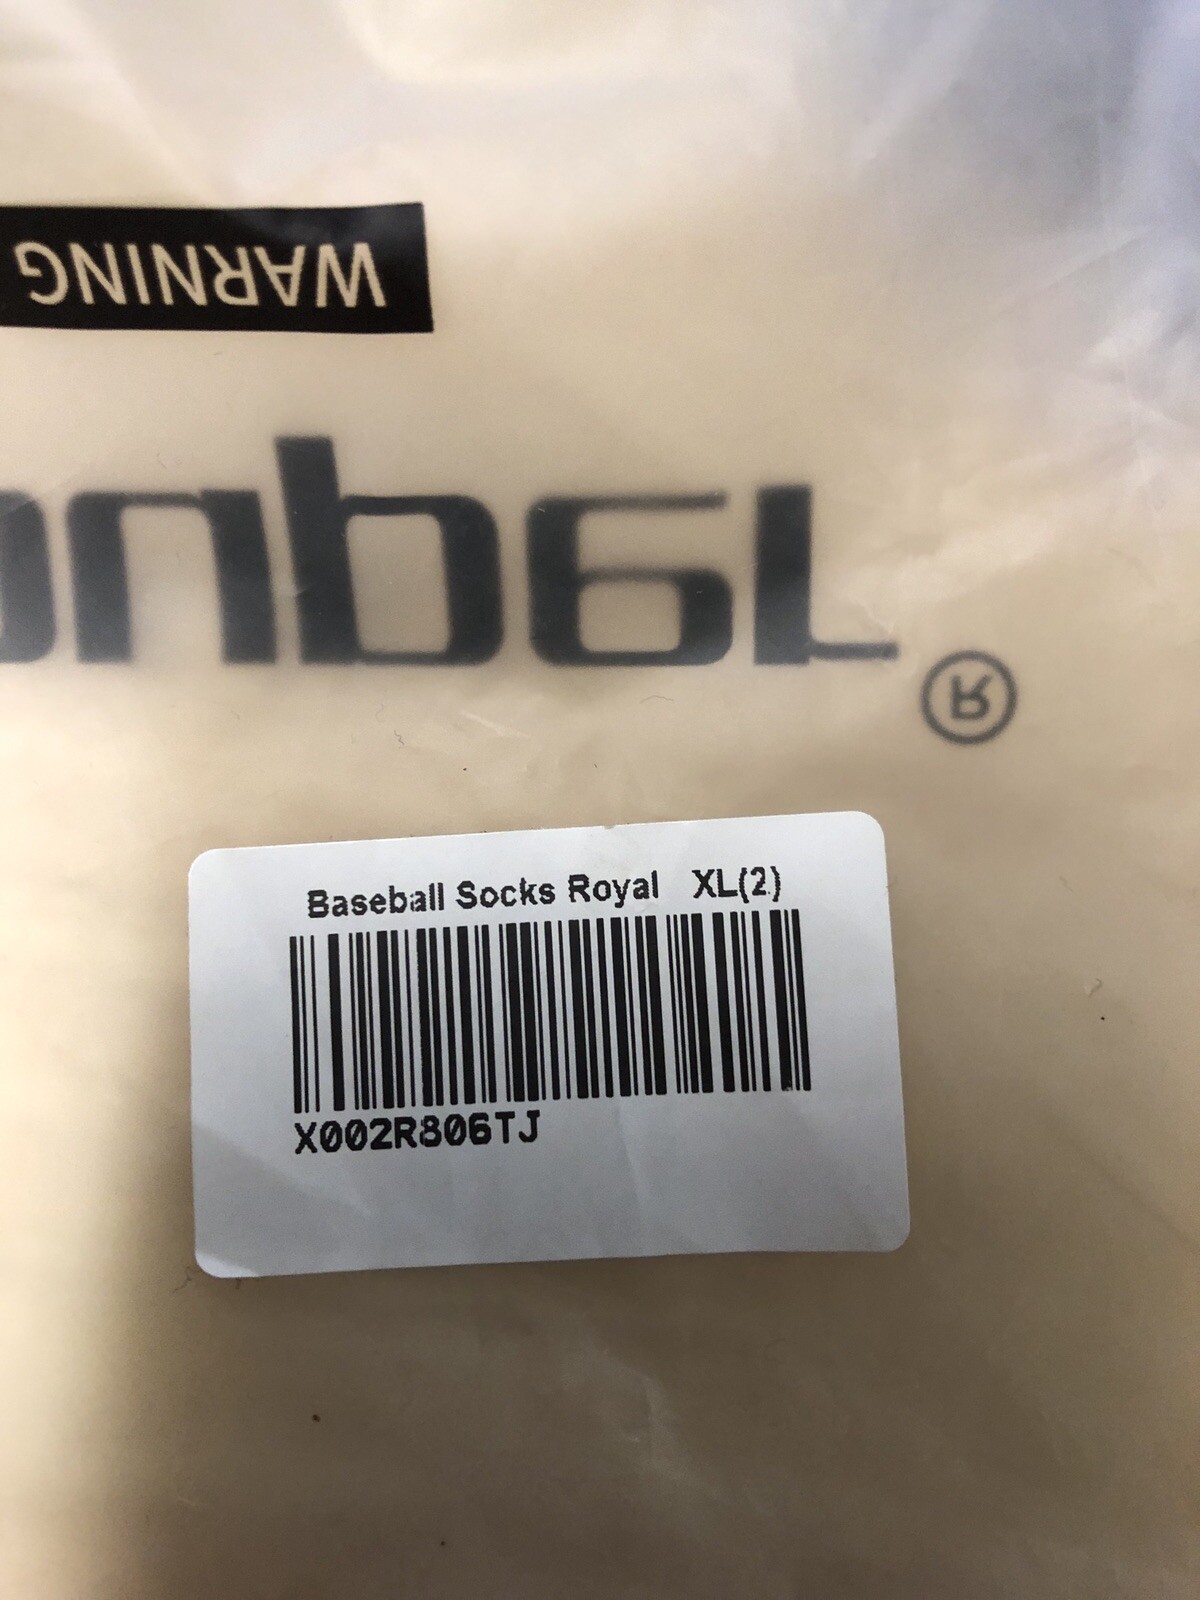 WARNING
®
Baseball Socks Royal XL(2)
X002R806TJ